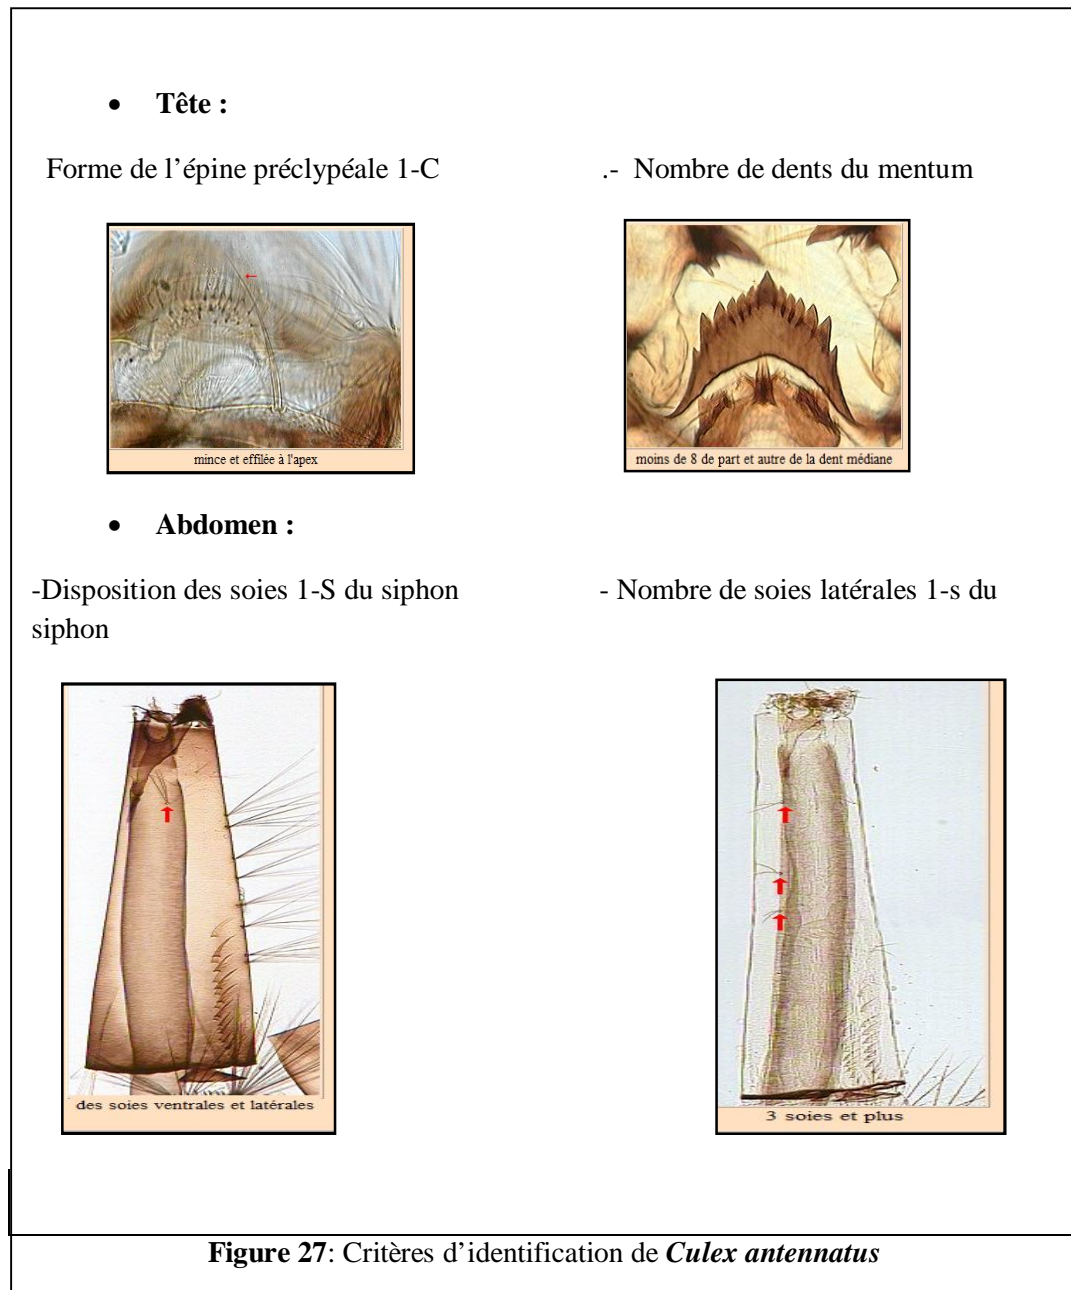 • Tête :
Forme de l’épine préclypéale 1-C
.- Nombre de dents du mentum
mince et effilée à l'apex
moins de 8 de part et autre de la dent médiane
• Abdomen :
-Disposition des soies 1-S du siphon
- Nombre de soies latérales 1-s du
siphon
des soies ventrales et latérales
3 soies et plus
Figure 27: Critères d’identification de Culex antennatus